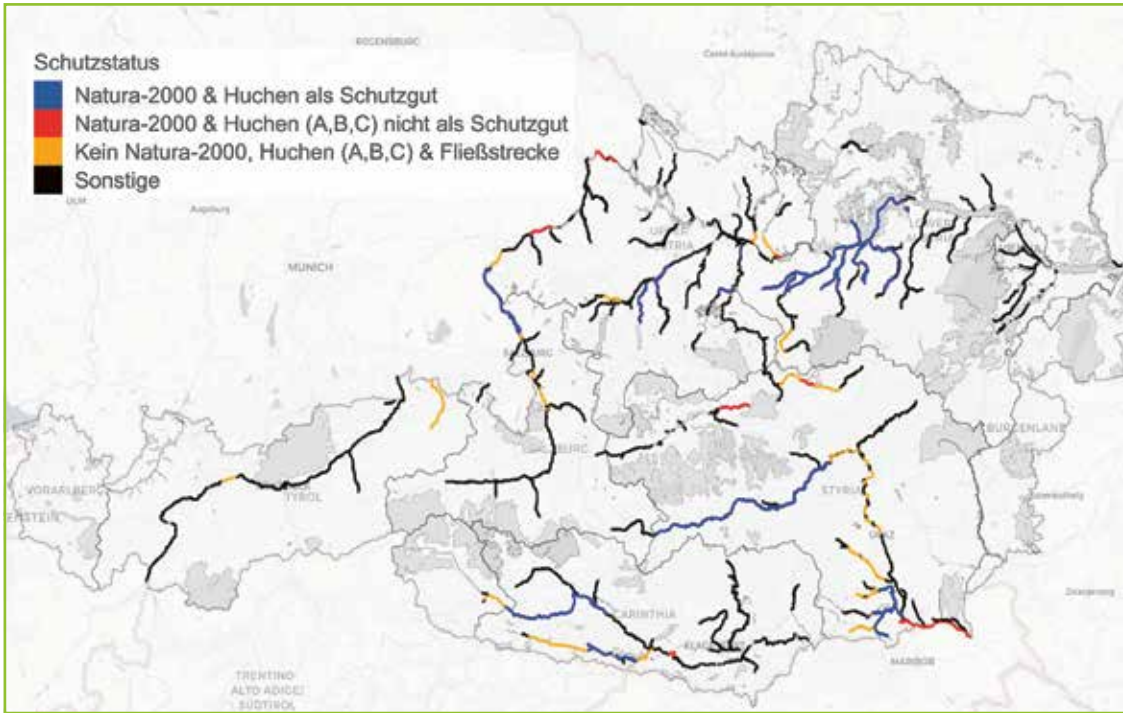 REGENSBURG
Schutzstatus
Natura-2000 & Huchen als Schutzgut
Natura-2000 & Huchen (A,B,C) nicht als Schutzgut
Kein Natura-2000, Huchen (A,B,C) & Fließstrecke
Sonstige
ULM
Augsburg
MUNICH
VORARLBERG
TYROL
STYRIA
BURGENLAND
GRAZ
CARINTHIA
MARIBOR
TRENTINO-
ALTO ADIGE/
SÜDTIROL